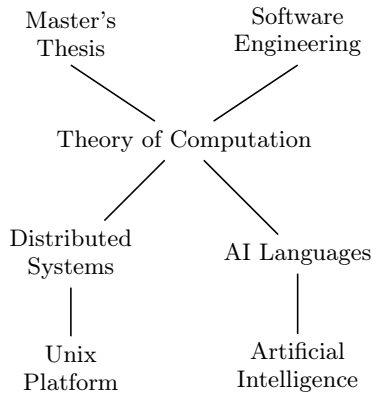 Master's
Thesis
Software
Engineering
Theory of Computation
Distributed
Systems
AI Languages
Unix
Platform
Artificial
Intelligence